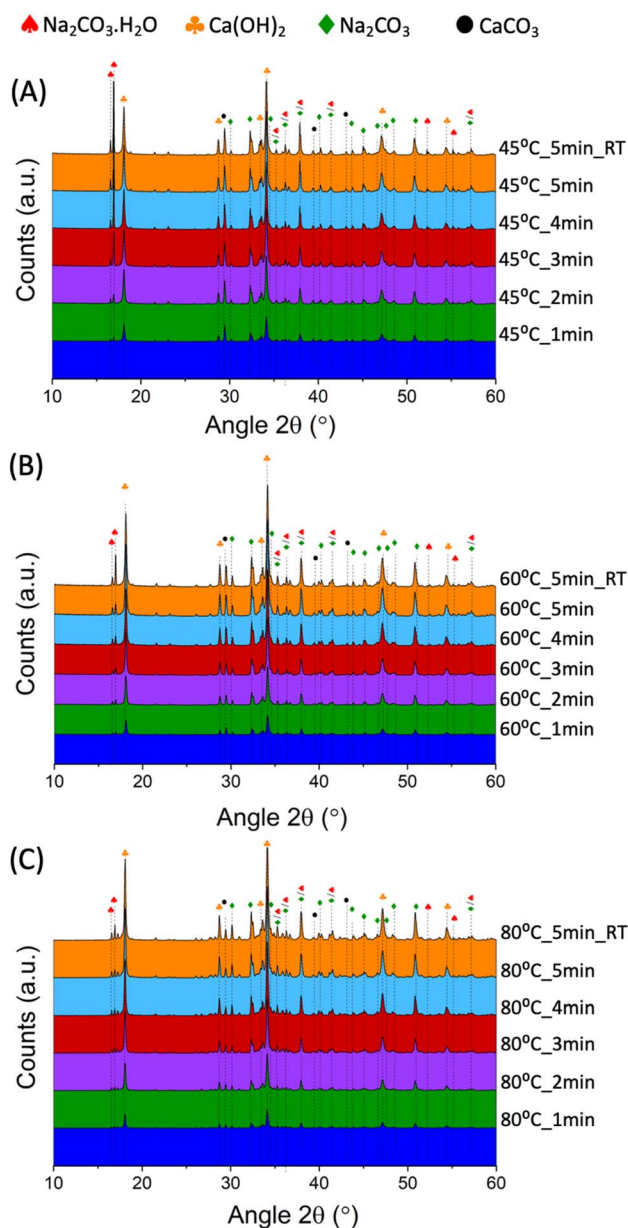 Na₂CO₃.H₂O Ca(OH)₂ Na₂CO₃ CaCO₃
(A)
Counts (a.u.)
45ºC_5min_RT
45ºC_5min
45ºC_4min
45ºC_3min
45ºC_2min
45ºC_1min
10 20 30 40 50 60
Angle 2θ (°)
(B)
Counts (a.u.)
60ºC_5min_RT
60ºC_5min
60ºC_4min
60ºC_3min
60ºC_2min
60ºC_1min
10 20 30 40 50 60
Angle 2θ (°)
(C)
Counts (a.u.)
80ºC_5min_RT
80ºC_5min
80ºC_4min
80ºC_3min
80ºC_2min
80ºC_1min
10 20 30 40 50 60
Angle 2θ (°)